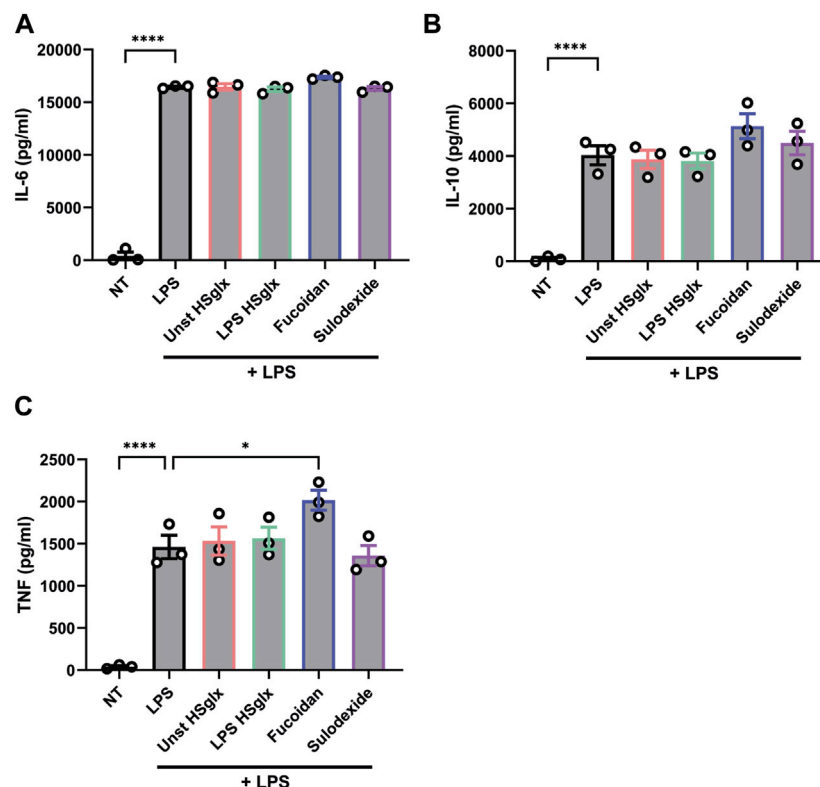 A
****
IL-6 (pg/ml)
20000
15000
10000
5000
0
NT
LPS
Unst HSglx
LPS HSglx
Fucoidan
Sulodexide
+ LPS
B
****
IL-10 (pg/ml)
8000
6000
4000
2000
0
NT
LPS
Unst HSglx
LPS HSglx
Fucoidan
Sulodexide
+ LPS
C
****
*
TNF (pg/ml)
2500
2000
1500
1000
500
0
NT
LPS
Unst HSglx
LPS HSglx
Fucoidan
Sulodexide
+ LPS